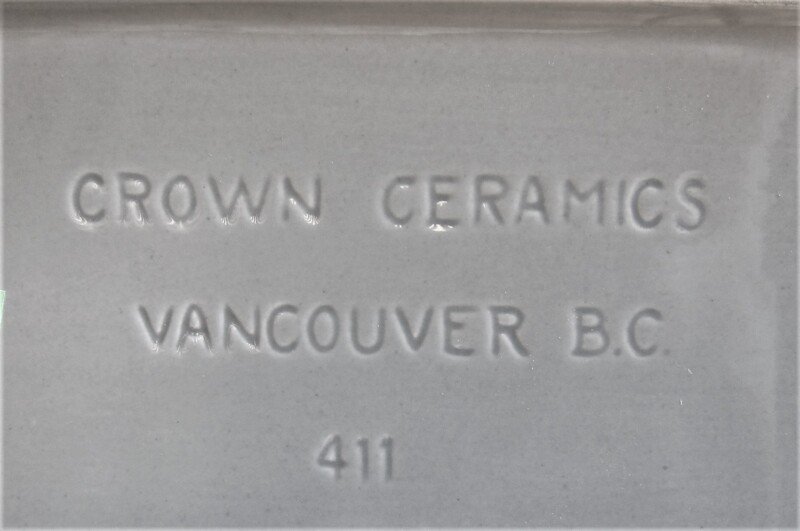 CROWN CERAMICS
VANCOUVER B.C.
411